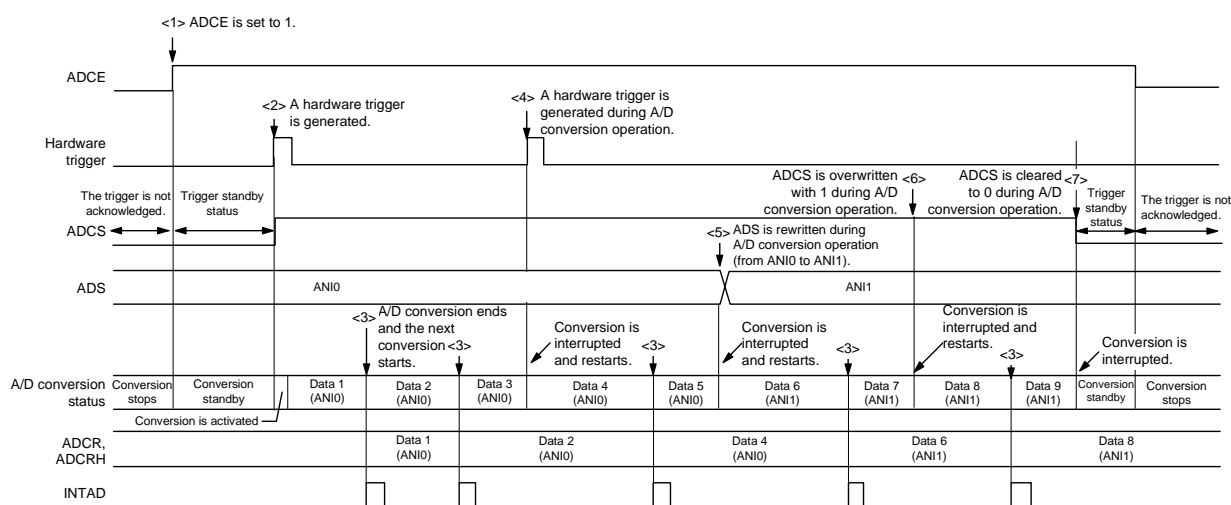 <1> ADCE is set to 1.
ADCE
<2> A hardware trigger
is generated.
<4> A hardware trigger is
generated during A/D
conversion operation.
Hardware
trigger
The trigger is not
acknowledged.
Trigger standby
status
ADCS is overwritten <6>
with 1 during A/D
conversion operation.
ADCS is cleared <7>
to 0 during A/D
conversion operation.
Trigger
standby
status
The trigger is not
acknowledged.
ADCS
<5> ADS is rewritten during
A/D conversion operation
(from ANI0 to ANI1).
ADS
ANI0
ANI1
<3> A/D conversion ends
and the next
conversion <3>
starts.
Conversion is
interrupted
and restarts.
<3>
Conversion is
interrupted
and restarts.
<3>
Conversion is
interrupted and
restarts.
<3>
Conversion is
interrupted.
A/D conversion
status
Conversion
stops
Conversion
standby
Data 1
(ANI0)
Data 2
(ANI0)
Data 3
(ANI0)
Data 4
(ANI0)
Data 5
(ANI0)
Data 6
(ANI1)
Data 7
(ANI1)
Data 8
(ANI1)
Data 9
(ANI1)
Conversion
standby
Conversion
stops
Conversion is activated
ADCR,
ADCRH
Data 1
(ANI0)
Data 2
(ANI0)
Data 4
(ANI0)
Data 6
(ANI1)
Data 8
(ANI1)
INTAD